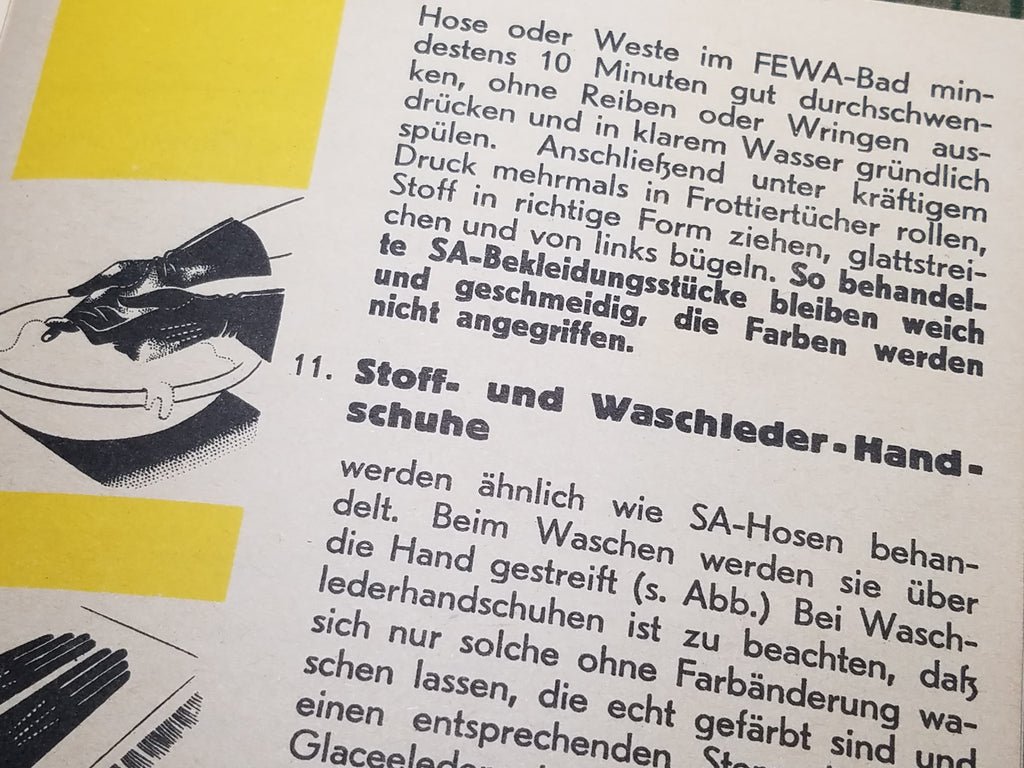 Hose oder Weste im FEWA-Bad min-
destens 10 Minuten gut durchschwen-
ken, ohne Reiben oder Wringen aus-
drücken und in klarem Wasser gründlich
spülen. Anschließend unter kräftigem
Druck mehrmals in Frottiertücher rollen,
Stoff in richtige Form ziehen, glattstrei-
chen und von links bügeln. So behandel-
te SA-Bekleidungsstücke bleiben weich
und geschmeidig, die Farben werden
nicht angegriffen.
11. Stoff- und Waschleder-Hand-
schuhe
werden ähnlich wie SA-Hosen behan-
delt. Beim Waschen werden sie über
die Hand gestreift (s. Abb.) Bei Wasch-
lederhandschuhen ist zu beachten, daß
sich nur solche ohne Farbänderung wa-
schen lassen, die echt gefärbt sind und
einen entsprechenden